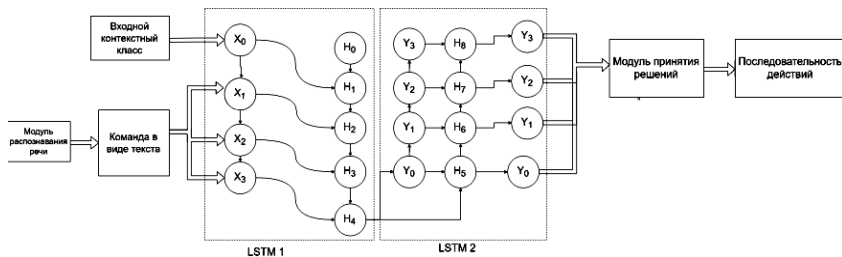 Входной
контекстный
класс
Модуль
распознавания
речи
Команда в
виде текста
X0
X1
X2
X3
H0
H1
H2
H3
H4
LSTM 1
Y3
Y2
Y1
Y0
H8
H7
H6
H5
Y3
Y2
Y1
Y0
LSTM 2
Модуль принятия
решений
Последовательность
действий